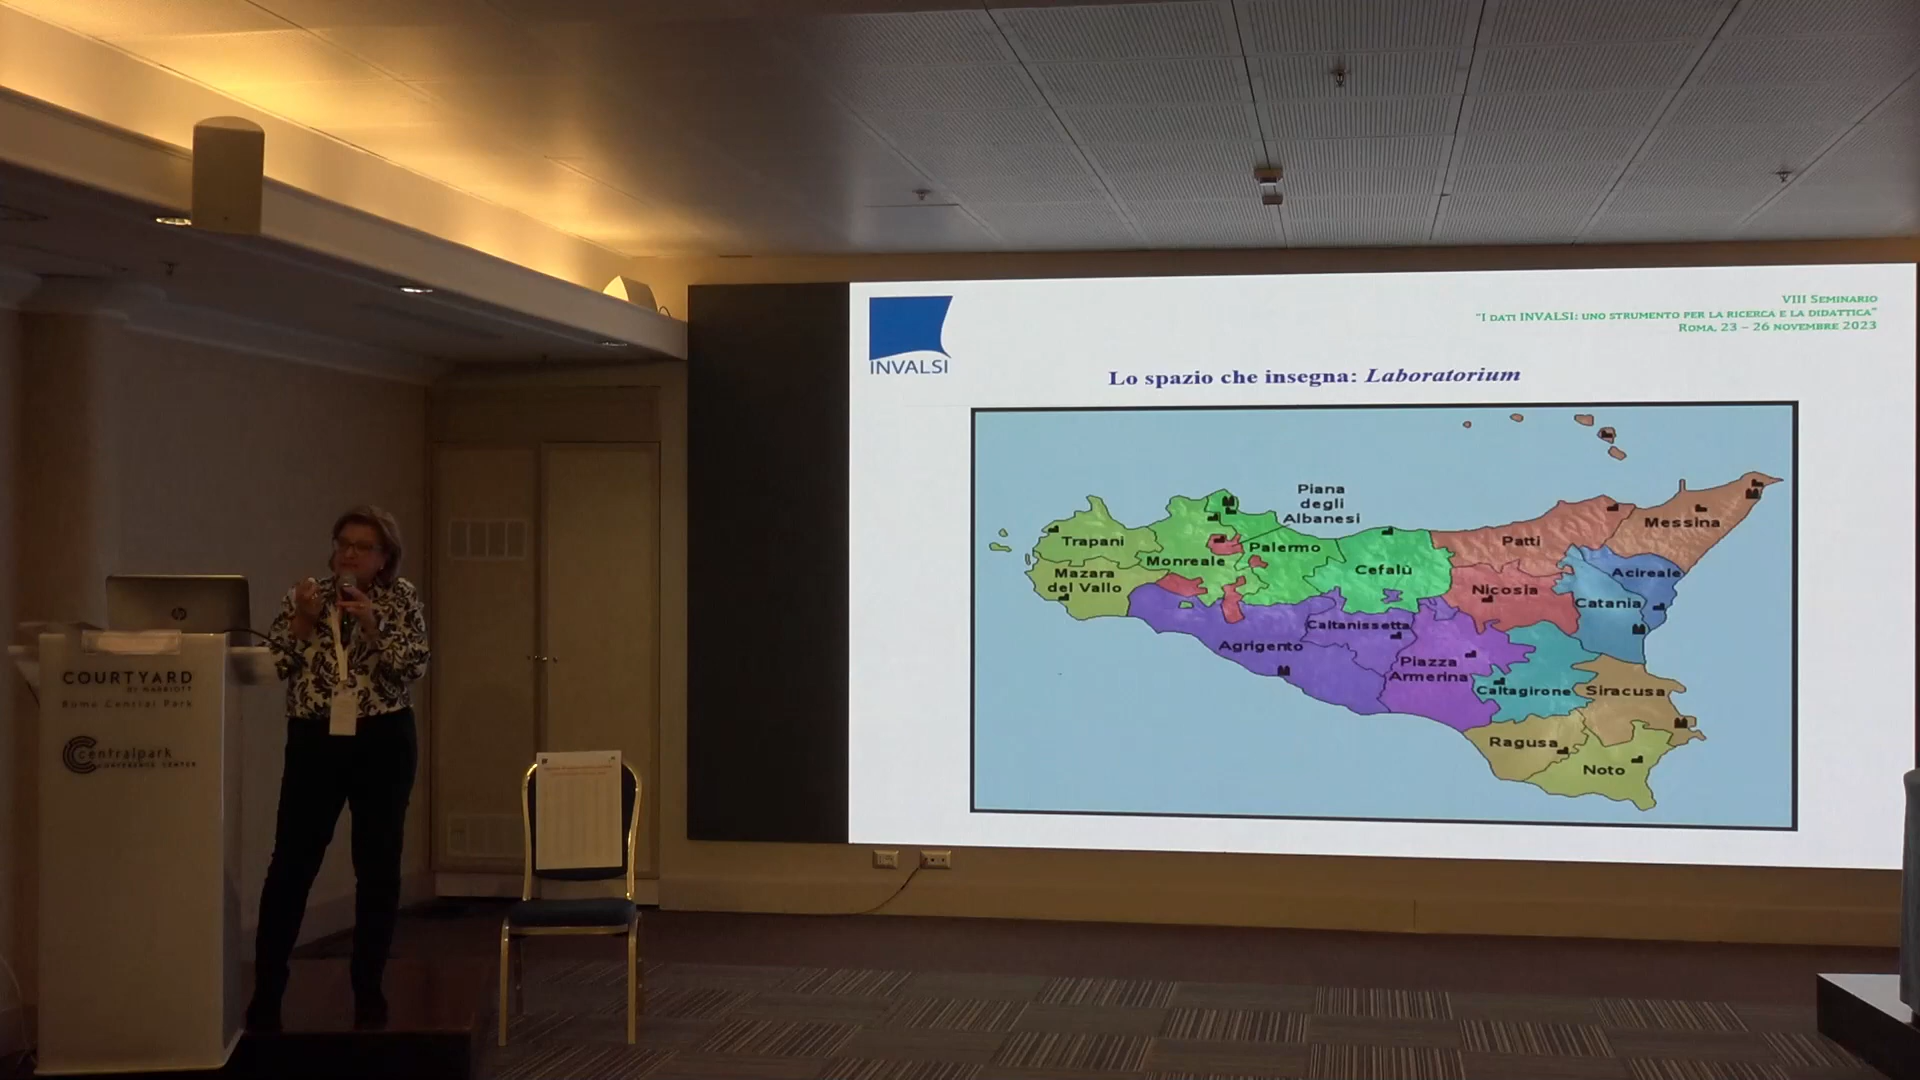 VIII Seminario
"I dati INVALSI: uno strumento per la ricerca e la didattica"
Roma, 23 – 26 novembre 2023
INVALSI
Lo spazio che insegna: Laboratorium
Piana
degli
Albanesi
Trapani
Monreale
Palermo
Mazara
del Vallo
Cefalù
Patti
Messina
Nicosia
Acireale
Catania
Caltanissetta
Agrigento
Piazza
Armerina
Caltagirone
Siracusa
Ragusa
Noto
hp
COURTYARD
BY MARRIOTT
Rome Central Park
centralpark
CONFERENCE CENTER